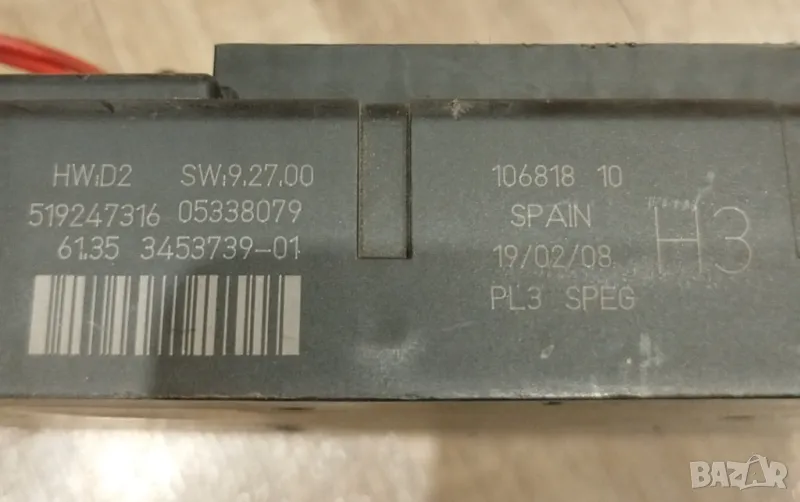 HW:D2 SW:9.27.00
519247316 05338079
61.35 3453739-01
106818 10
SPAIN
19/02/08
PL3 SPEG
H3
BAZAR